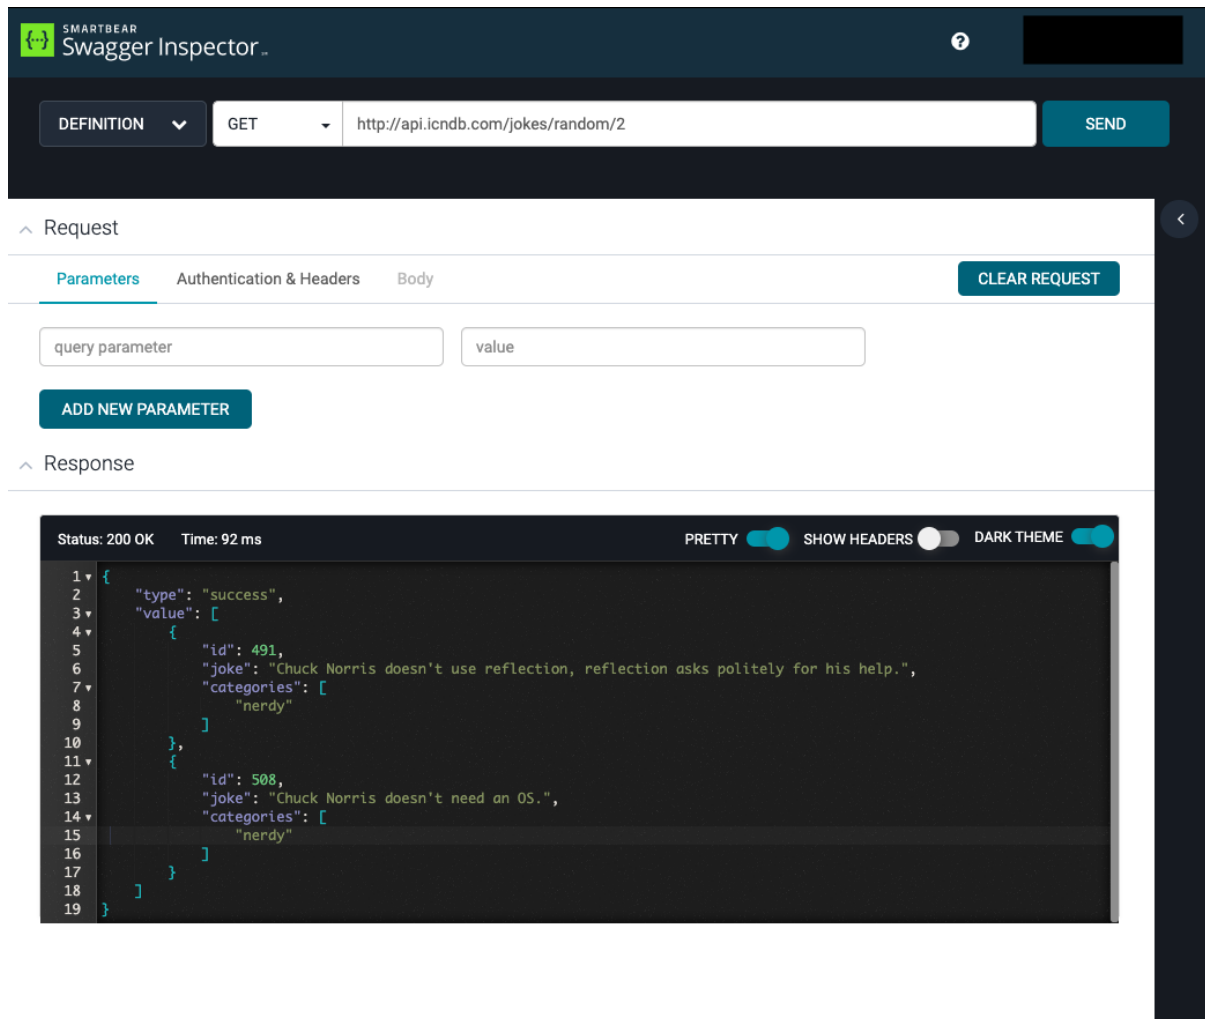 SMARTBEAR
{···} Swagger Inspector
DEFINITION GET http://api.icndb.com/jokes/random/2 SEND
Request
Parameters Authentication & Headers Body CLEAR REQUEST
query parameter value
ADD NEW PARAMETER
Response
Status: 200 OK Time: 92 ms PRETTY SHOW HEADERS DARK THEME
1 {
2 "type": "success",
3 "value": [
4 {
5 "id": 491,
6 "joke": "Chuck Norris doesn't use reflection, reflection asks politely for his help.",
7 "categories": [
8 "nerdy"
9 ]
10 },
11 {
12 "id": 508,
13 "joke": "Chuck Norris doesn't need an OS.",
14 "categories": [
15 "nerdy"
16 ]
17 }
18 ]
19 }